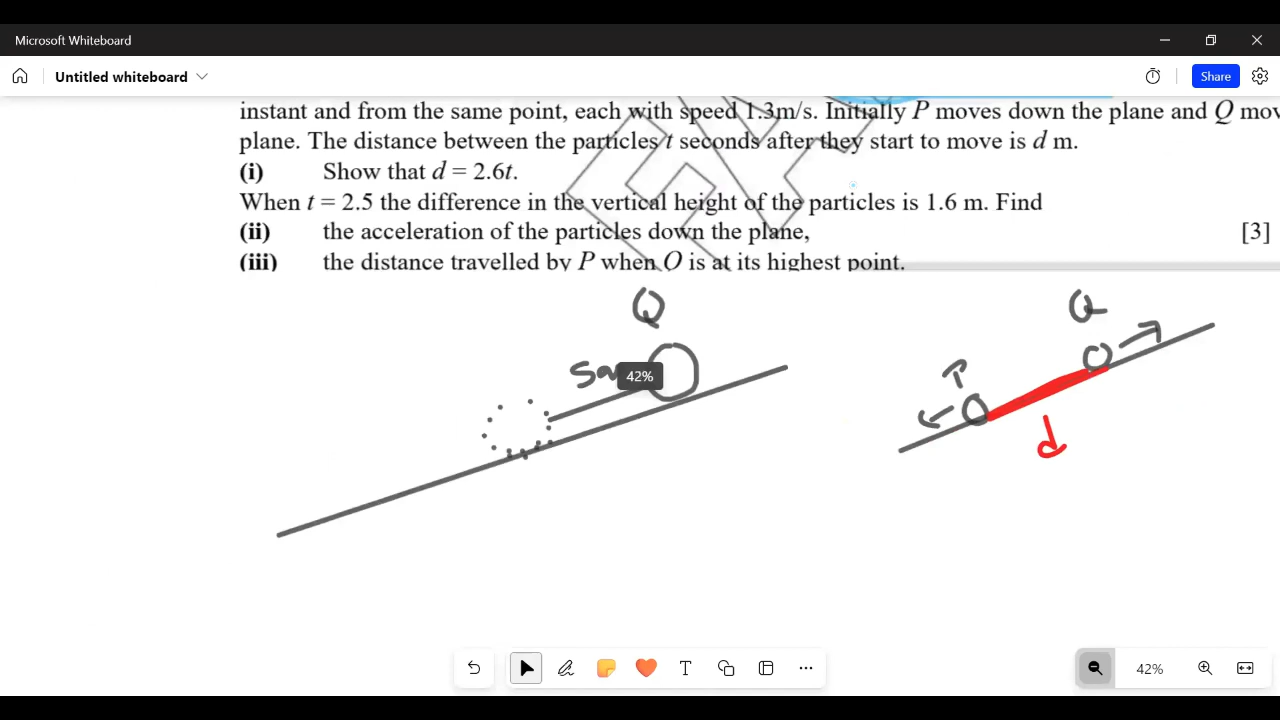 Microsoft Whiteboard
Untitled whiteboard
Share
instant and from the same point, each with speed 1.3m/s. Initially P moves down the plane and Q mov
plane. The distance between the particles t seconds after they start to move is d m.
(i) Show that d = 2.6t.
When t = 2.5 the difference in the vertical height of the particles is 1.6 m. Find
(ii) the acceleration of the particles down the plane, [3]
(iii) the distance travelled by P when Q is at its highest point.
Q
Q
P
42%
d
42%